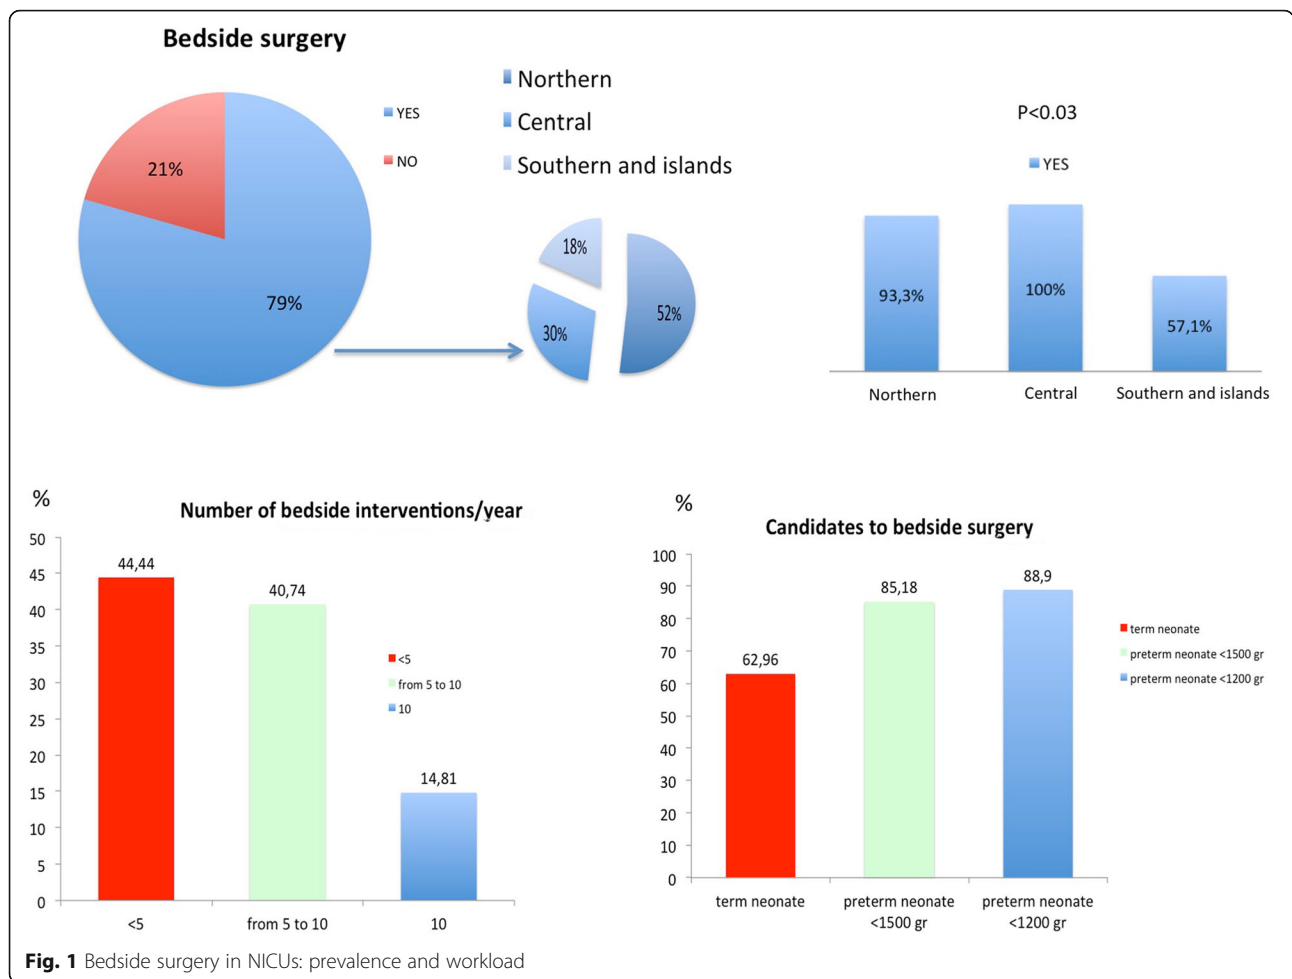 Bedside surgery
YES
NO
21%
79%
Northern
Central
Southern and islands
18%
52%
30%
P<0.03
YES
93,3%
100%
57,1%
Northern
Central
Southern and islands
%
Number of bedside interventions/year
50
45
40
35
30
25
20
15
10
5
0
44,44
40,74
14,81
<5
from 5 to 10
10
<5
from 5 to 10
10
%
Candidates to bedside surgery
100
90
80
70
60
50
40
30
20
10
0
62,96
85,18
88,9
term neonate
preterm neonate <1500 gr
preterm neonate <1200 gr
term neonate
preterm neonate
<1500 gr
preterm neonate
<1200 gr
Fig. 1 Bedside surgery in NICUs: prevalence and workload